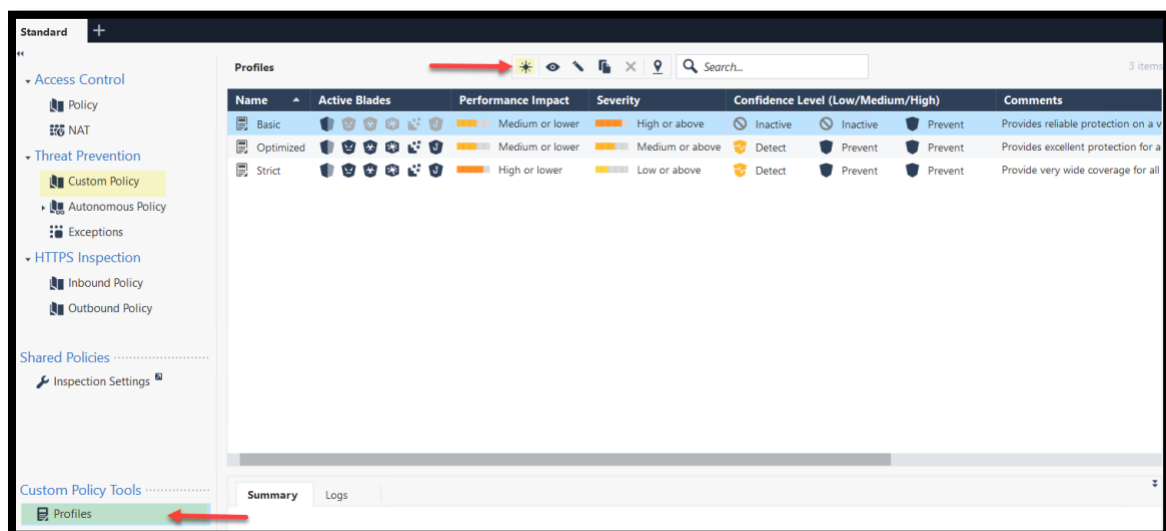 Standard
Access Control
Policy
NAT
Threat Prevention
Custom Policy
Autonomous Policy
Exceptions
HTTPS Inspection
Inbound Policy
Outbound Policy
Shared Policies
Inspection Settings
Custom Policy Tools
Profiles
Profiles Search... 3 items
Name Active Blades Performance Impact Severity Confidence Level (Low/Medium/High) Comments
Basic Medium or lower High or above Inactive Inactive Prevent Provides reliable protection on a v
Optimized Medium or lower Medium or above Detect Prevent Prevent Provides excellent protection for a
Strict High or lower Low or above Detect Prevent Prevent Provide very wide coverage for all
Summary Logs